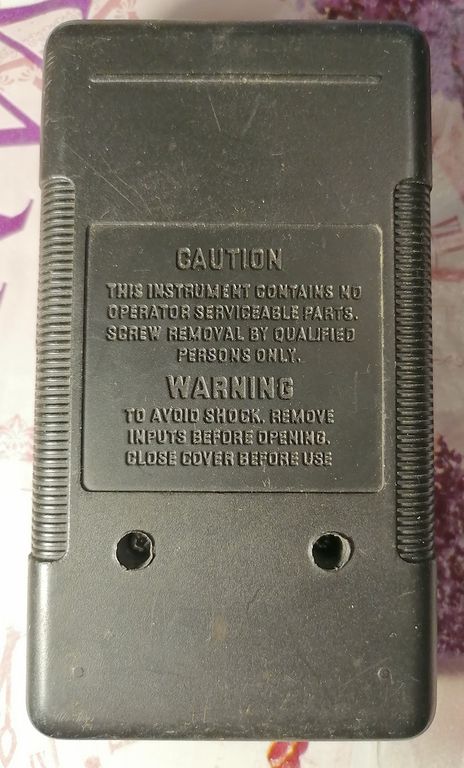 CAUTION
THIS INSTRUMENT CONTAINS NO
OPERATOR SERVICEABLE PARTS.
SCREW REMOVAL BY QUALIFIED
PERSONS ONLY.
WARNING
TO AVOID SHOCK, REMOVE
INPUTS BEFORE OPENING.
CLOSE COVER BEFORE USE